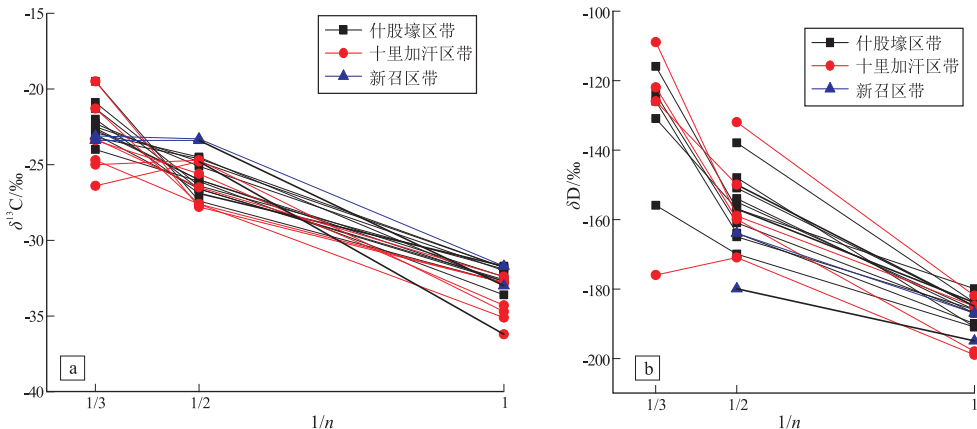 -15
-20
-25
-30
-35
-40
δ¹³C/‰
什股壕区带
十里加汗区带
新召区带
a
1/3
1/2
1
1/n
-100
-120
-140
-160
-180
-200
δD/‰
什股壕区带
十里加汗区带
新召区带
b
1/3
1/2
1
1/n